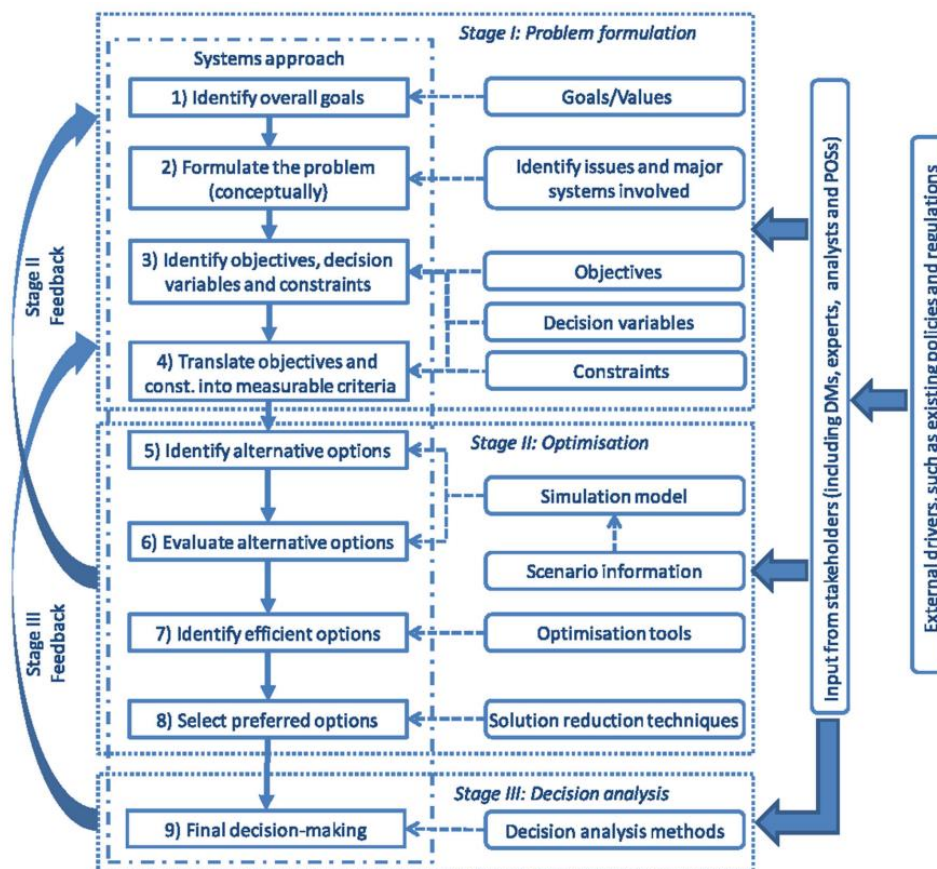 Stage I: Problem formulation
Systems approach
1) Identify overall goals
Goals/Values
2) Formulate the problem
(conceptually)
Identify issues and major
systems involved
3) Identify objectives, decision
variables and constraints
Objectives
Decision variables
4) Translate objectives and
const. into measurable criteria
Constraints
Stage II: Optimisation
5) Identify alternative options
Simulation model
6) Evaluate alternative options
Scenario information
7) Identify efficient options
Optimisation tools
8) Select preferred options
Solution reduction techniques
Stage III: Decision analysis
9) Final decision-making
Decision analysis methods
Stage II
Feedback
Stage III
Feedback
Input from stakeholders (including DMs, experts, analysts and POSs)
External drivers, such as existing policies and regulations